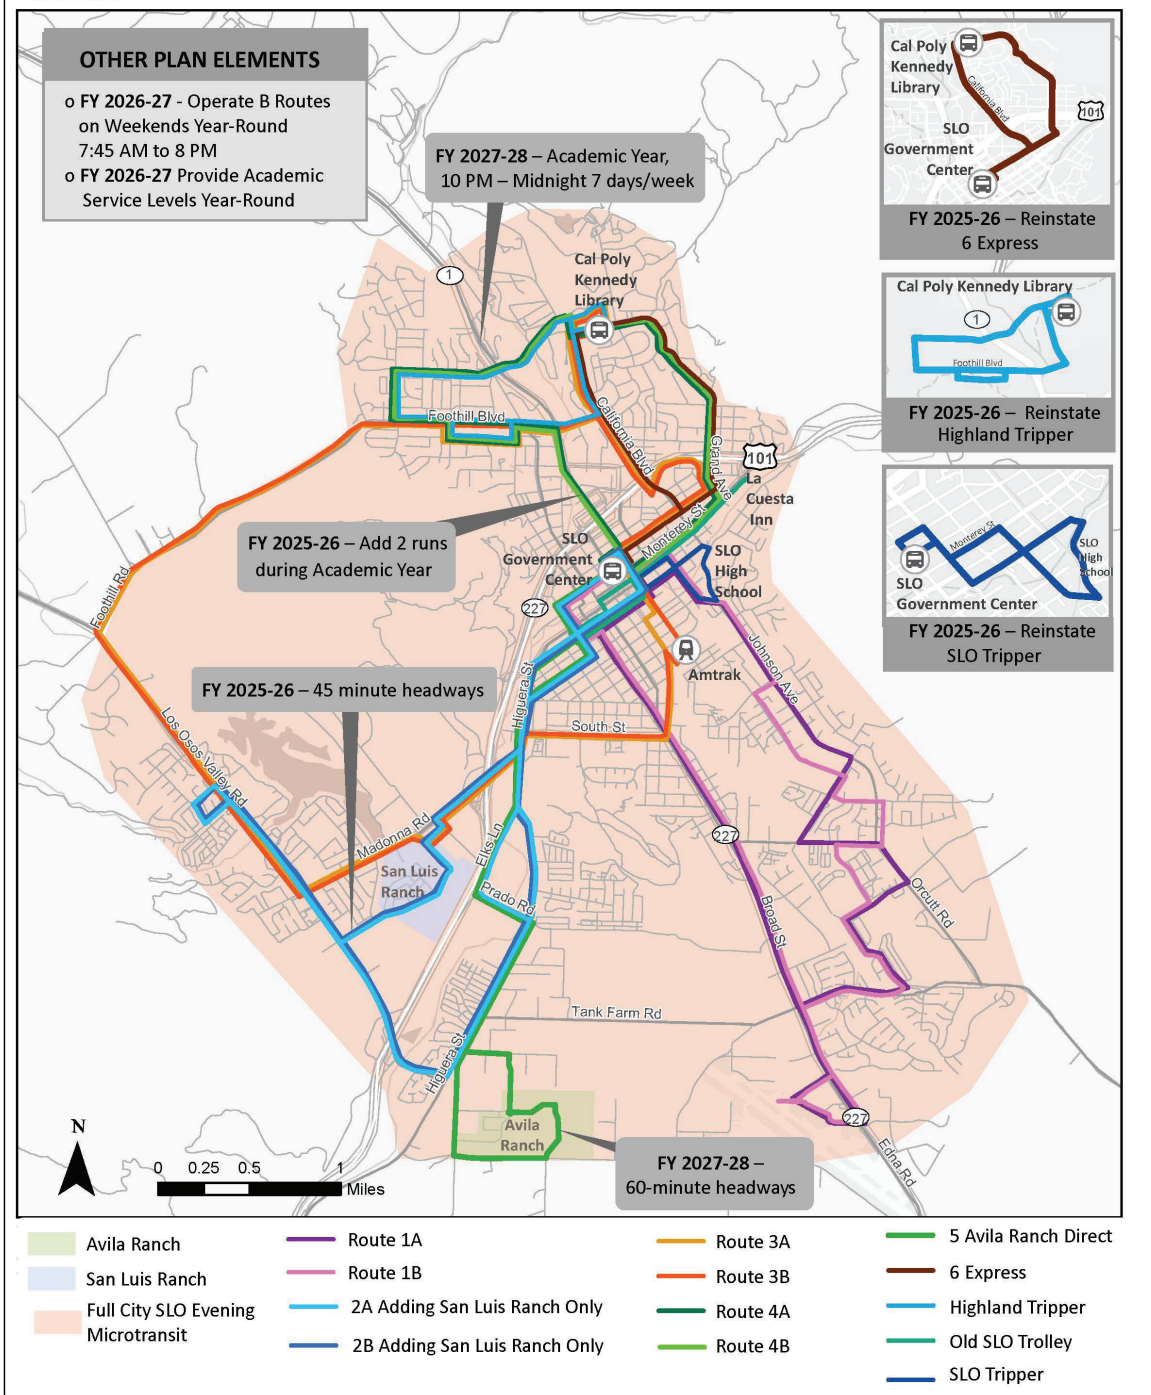 OTHER PLAN ELEMENTS
o FY 2026-27 - Operate B Routes
on Weekends Year-Round
7:45 AM to 8 PM
o FY 2026-27 Provide Academic
Service Levels Year-Round
FY 2027-28 – Academic Year,
10 PM – Midnight 7 days/week
Cal Poly
Kennedy
Library
California Blvd
101
SLO
Government
Center
FY 2025-26 – Reinstate
6 Express
Cal Poly Kennedy Library
1
Foothill Blvd
FY 2025-26 – Reinstate
Highland Tripper
Monterey St
SLO
High
School
SLO
Government Center
FY 2025-26 – Reinstate
SLO Tripper
1
Cal Poly
Kennedy
Library
Foothill Blvd
California Blvd
Grand Ave
101
La
Cuesta
Inn
Monterey St
SLO
Government
Center
SLO
High
School
FY 2025-26 – Add 2 runs
during Academic Year
Foothill Rd
227
Johnson Ave
Amtrak
FY 2025-26 – 45 minute headways
Higuera St
South St
Los Osos Valley Rd
Madonna Rd
Elks Ln
227
San Luis
Ranch
Prado Rd
Broad St
Orcutt Rd
Tank Farm Rd
Higuera St
Avila
Ranch
227
Edna Rd
FY 2027-28 –
60-minute headways
N
0 0.25 0.5 1
Miles
Avila Ranch
San Luis Ranch
Full City SLO Evening
Microtransit
Route 1A
Route 1B
2A Adding San Luis Ranch Only
2B Adding San Luis Ranch Only
Route 3A
Route 3B
Route 4A
Route 4B
5 Avila Ranch Direct
6 Express
Highland Tripper
Old SLO Trolley
SLO Tripper